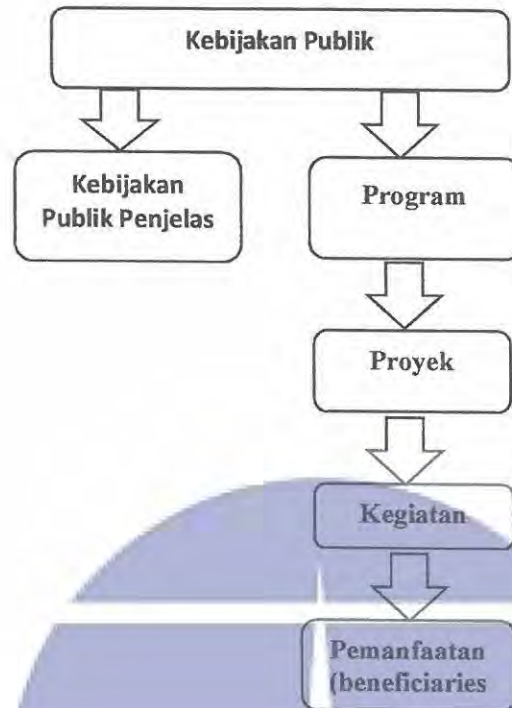 Kebijakan Publik
Kebijakan
Publik Penjelas
Program
Proyek
Kegiatan
Pemanfaatan
(beneficiaries